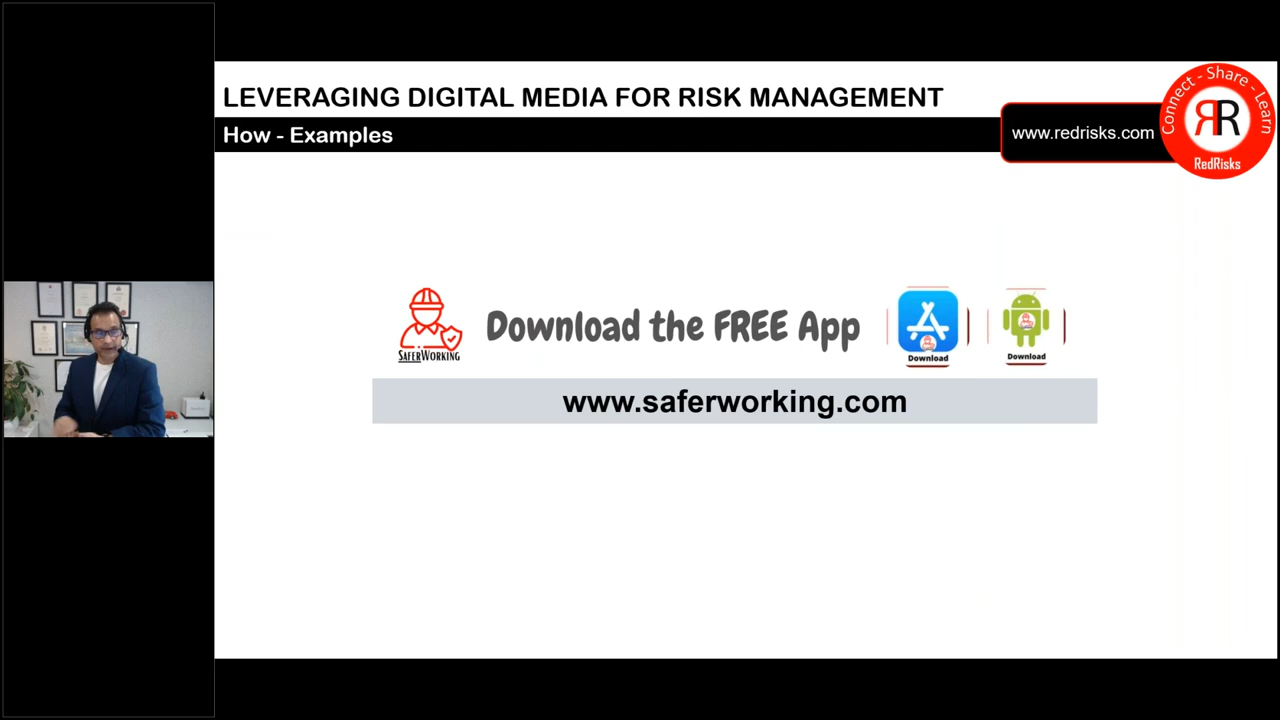 LEVERAGING DIGITAL MEDIA FOR RISK MANAGEMENT
How - Examples
www.redrisks.com
Connect - Share - Learn
RR
RedRisks
SAFERWORKING
Download the FREE App
Download
Download
www.saferworking.com